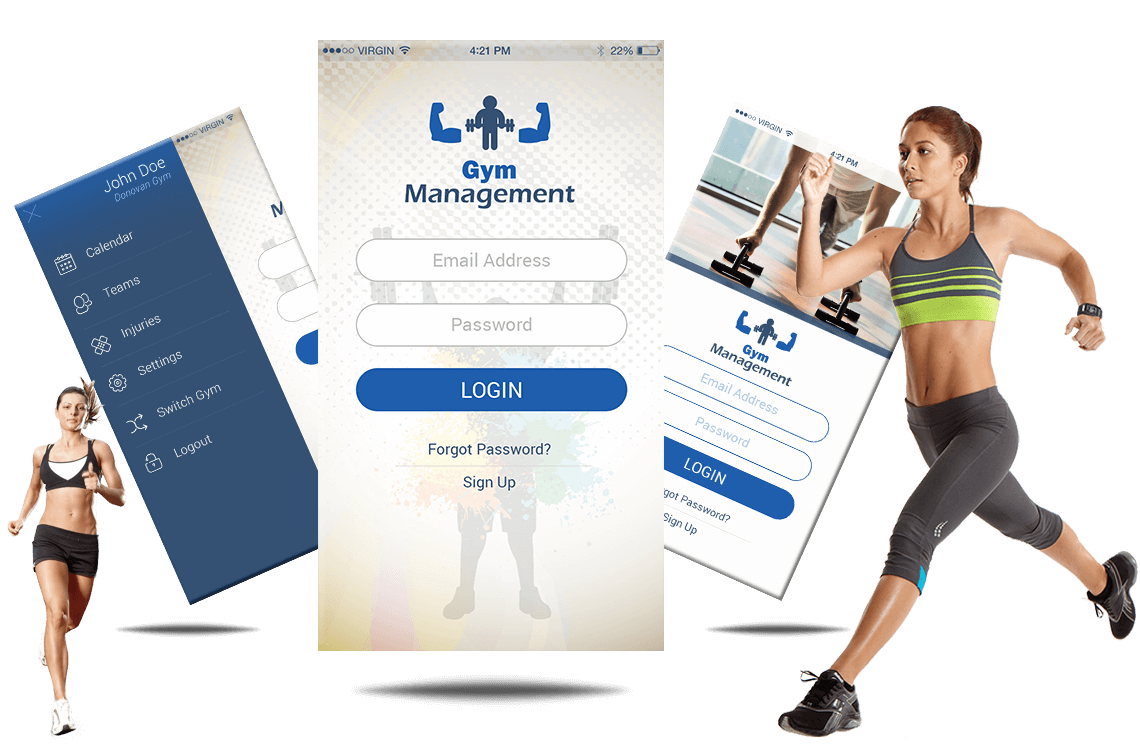 VIRGIN
4:21 PM
22%
Gym
Management
Email Address
Password
LOGIN
Forgot Password?
Sign Up
VIRGIN
John Doe
Donovan Gym
Calendar
Teams
Injuries
Settings
Switch Gym
Logout
M
VIRGIN
4:21 PM
Gym
Management
Email Address
Password
LOGIN
got Password?
Sign Up